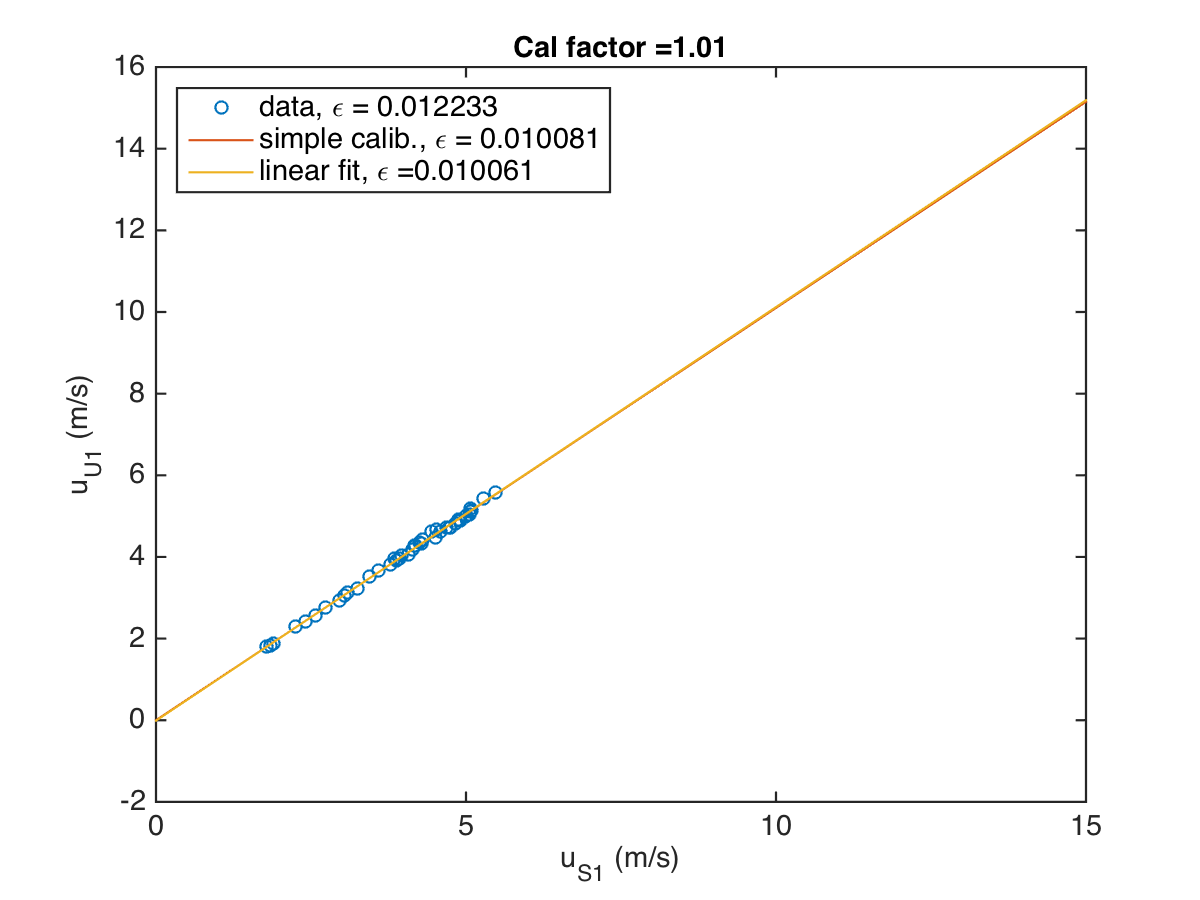 Cal factor =1.01
16
14
12
10
8
6
4
2
0
-2
data, ϵ = 0.012233
simple calib., ϵ = 0.010081
linear fit, ϵ =0.010061
u_U1 (m/s)
0 5 10 15
u_S1 (m/s)